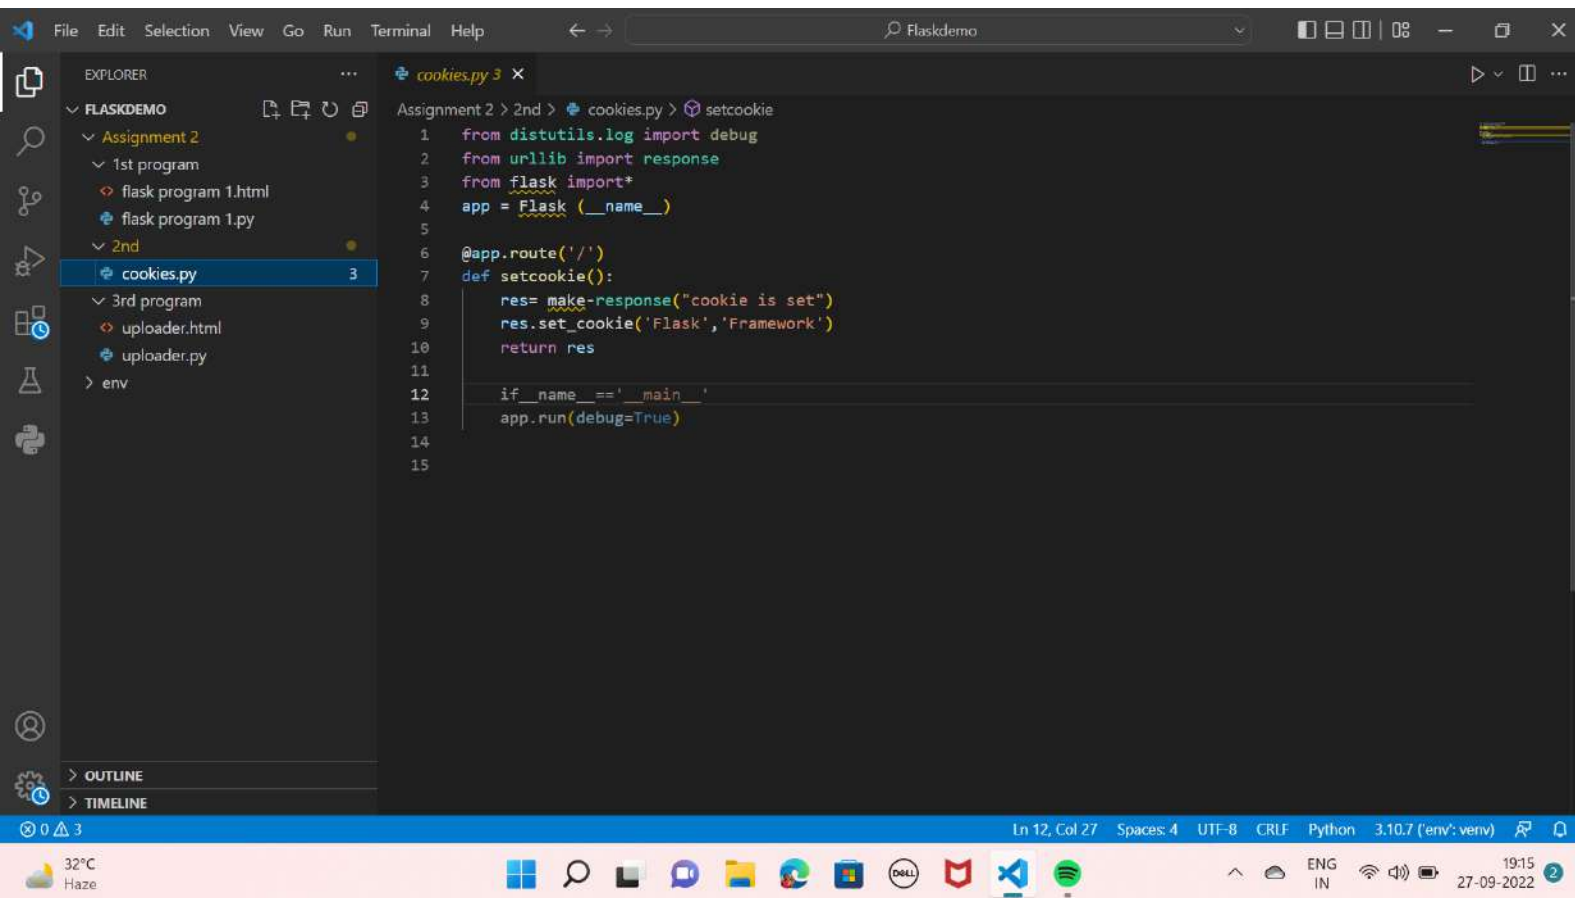 File Edit Selection View Go Run Terminal Help Flaskdemo
EXPLORER
FLASKDEMO
Assignment 2
1st program
flask program 1.html
flask program 1.py
2nd
cookies.py 3
3rd program
uploader.html
uploader.py
env
OUTLINE
TIMELINE
cookies.py 3
Assignment 2 > 2nd > cookies.py > setcookie
1 from distutils.log import debug
2 from urllib import response
3 from flask import*
4 app = Flask (__name__)
5
6 @app.route('/')
7 def setcookie():
8 res= make-response("cookie is set")
9 res.set_cookie('Flask','Framework')
10 return res
11
12 if__name__=='__main__'
13 app.run(debug=True)
14
15
0 3 Ln 12, Col 27 Spaces: 4 UTF-8 CRLF Python 3.10.7 ('env': venv)
32°C
Haze
DELL
ENG
IN
19:15
27-09-2022
2